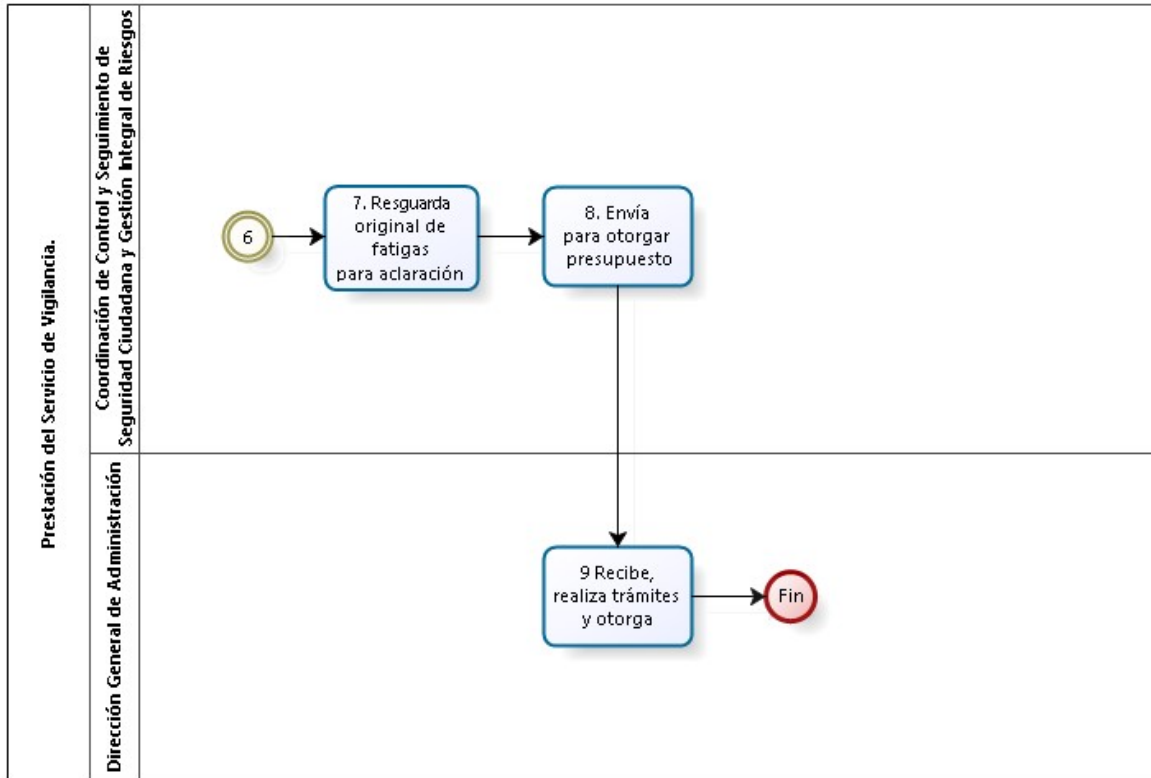 Prestación del Servicio de Vigilancia.
Coordinación de Control y Seguimiento de
Seguridad Ciudadana y Gestión Integral de Riesgos
6
7. Resguarda
original de
fatigas
para aclaración
8. Envía
para otorgar
presupuesto
Dirección General de Administración
9 Recibe,
realiza trámites
y otorga
Fin